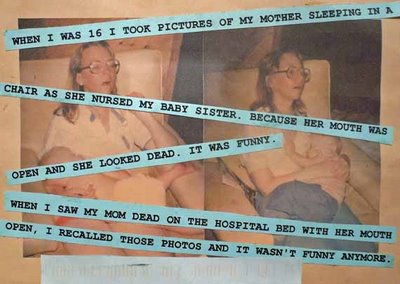 WHEN I WAS 16 I TOOK PICTURES OF MY MOTHER SLEEPING IN A
CHAIR AS SHE NURSED MY BABY SISTER. BECAUSE HER MOUTH WAS
OPEN AND SHE LOOKED DEAD. IT WAS FUNNY.
WHEN I SAW MY MOM DEAD ON THE HOSPITAL BED WITH HER MOUTH
OPEN, I RECALLED THOSE PHOTOS AND IT WASN'T FUNNY ANYMORE.